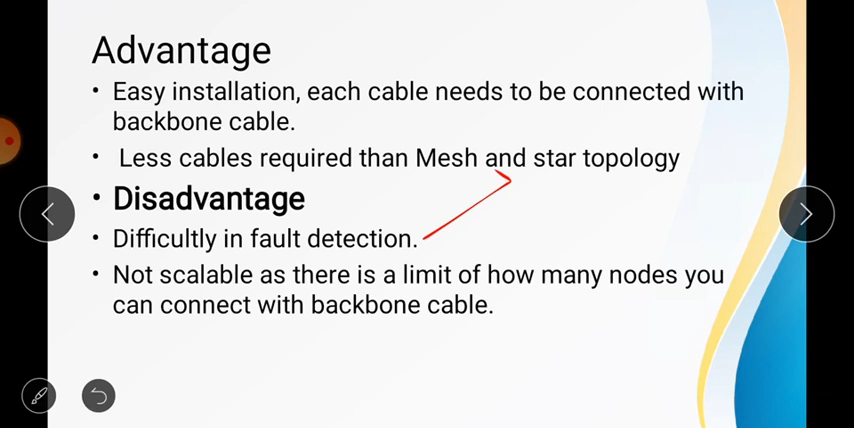 Advantage
• Easy installation, each cable needs to be connected with
backbone cable.
• Less cables required than Mesh and star topology
• Disadvantage
• Difficultly in fault detection.
• Not scalable as there is a limit of how many nodes you
can connect with backbone cable.